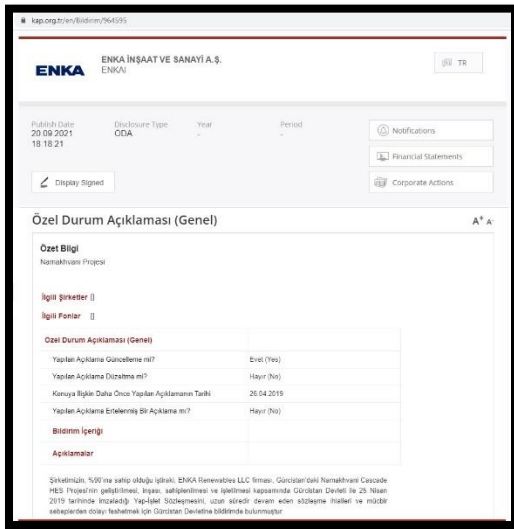 kap.org.tr/en/Bildirim/964595
ENKA
ENKA İNŞAAT VE SANAYİ A.Ş.
ENKAI
TR
Publish Date
Disclosure Type
Year
Period
20.09.2021
18:18:21
ODA
-
-
Notifications
Financial Statements
Display Signed
Corporate Actions
Özel Durum Açıklaması (Genel)
A+ A-
Özet Bilgi
Namakhvani Projesi
İlgili Şirketler []
İlgili Fonlar []
Özel Durum Açıklaması (Genel)
Yapılan Açıklama Güncelleme mi? Evet (Yes)
Yapılan Açıklama Düzeltme mi? Hayır (No)
Konuya İlişkin Daha Önce Yapılan Açıklamanın Tarihi 26.04.2019
Yapılan Açıklama Ertelenmiş Bir Açıklama mı? Hayır (No)
Bildirim İçeriği
Açıklamalar
Şirketimizin, %90'ına sahip olduğu iştiraki, ENKA Renewables LLC firması, Gürcistan'daki Namakhvani Cascade
HES Projesi'nin geliştirilmesi, inşası, sahiplenilmesi ve işletilmesi kapsamında Gürcistan Devleti ile 25 Nisan
2019 tarihinde imzaladığı Yap-İşlet Sözleşmesini, uzun süredir devam eden sözleşme ihlalleri ve mücbir
sebeplerden dolayı feshetmek için Gürcistan Devletine bildirimde bulunmuştur.